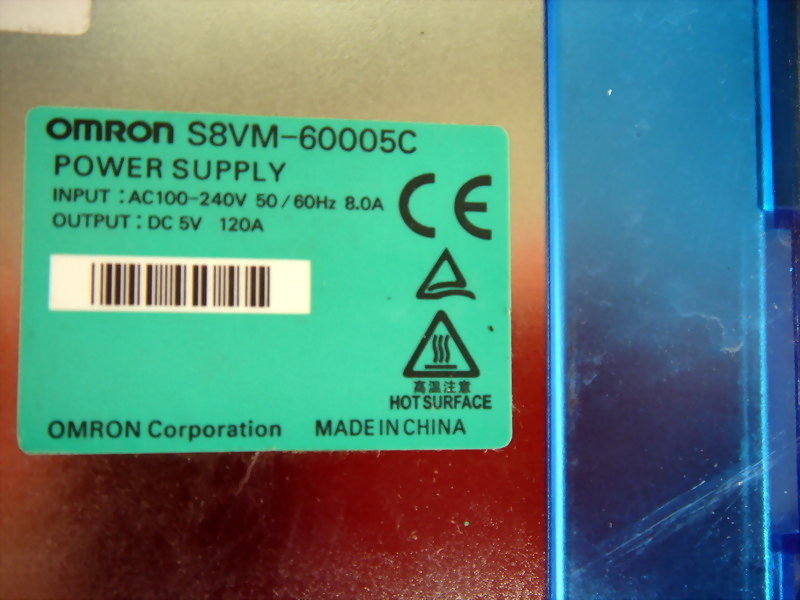 OMRON S8VM-60005C
POWER SUPPLY
INPUT : AC100-240V 50/60Hz 8.0A
OUTPUT : DC 5V 120A
CE
高温注意
HOT SURFACE
OMRON Corporation MADE IN CHINA